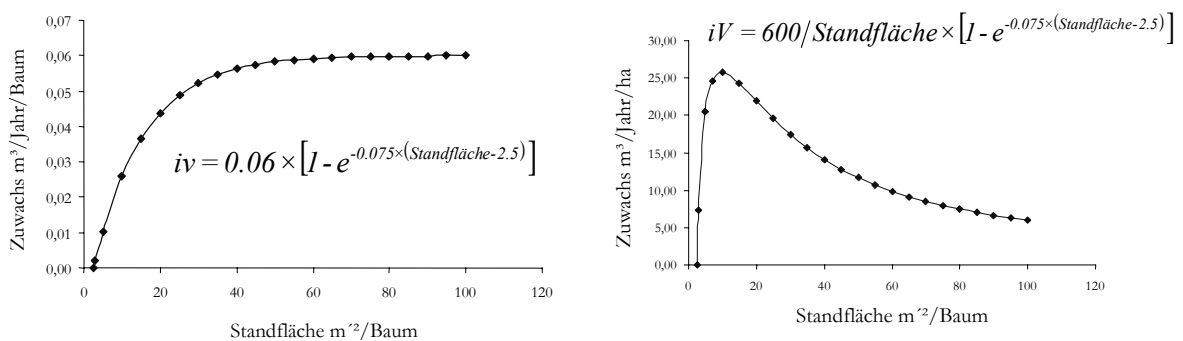 0,07
0,06
0,05
0,04
0,03
0,02
0,01
0,00
Zuwachs m³/Jahr/Baum
iv = 0.06 × [1 - e^-0.075×(Standfläche-2.5)]
0 20 40 60 80 100 120
Standfläche m´²/Baum
iV = 600/Standfläche × [1 - e^-0.075×(Standfläche-2.5)]
30,00
25,00
20,00
15,00
10,00
5,00
0,00
Zuwachs m³/Jahr/ha
0 20 40 60 80 100 120
Standfläche m´²/Baum